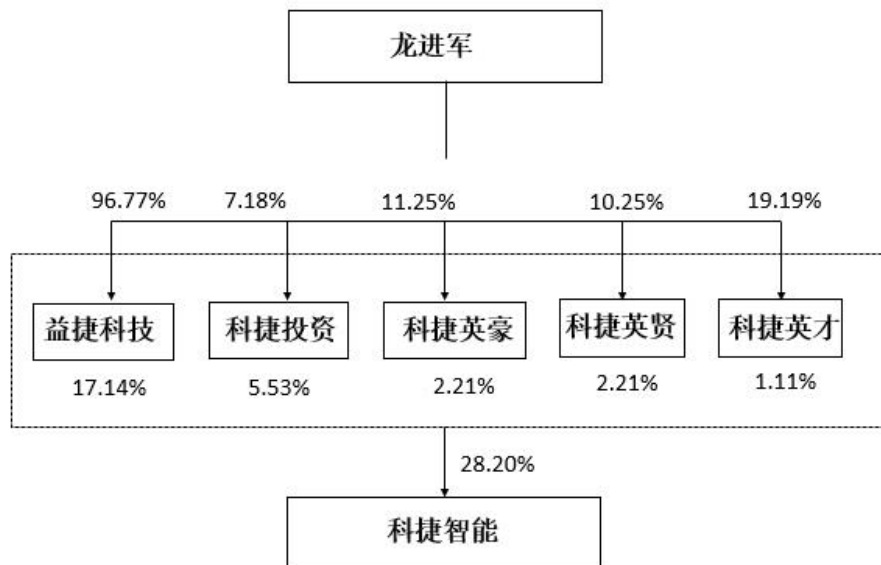 龙进军
96.77% 7.18% 11.25% 10.25% 19.19%
益捷科技 科捷投资 科捷英豪 科捷英贤 科捷英才
17.14% 5.53% 2.21% 2.21% 1.11%
28.20%
科捷智能